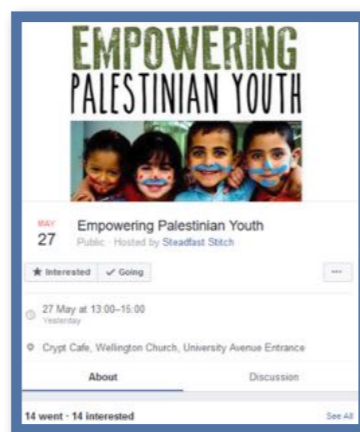 EMPOWERING
PALESTINIAN YOUTH
MAY
27
Empowering Palestinian Youth
Public · Hosted by Steadfast Stitch
★ Interested ✓ Going ···
27 May at 13:00–15:00
Yesterday
Crypt Cafe, Wellington Church, University Avenue Entrance
About Discussion
14 went · 14 interested See All